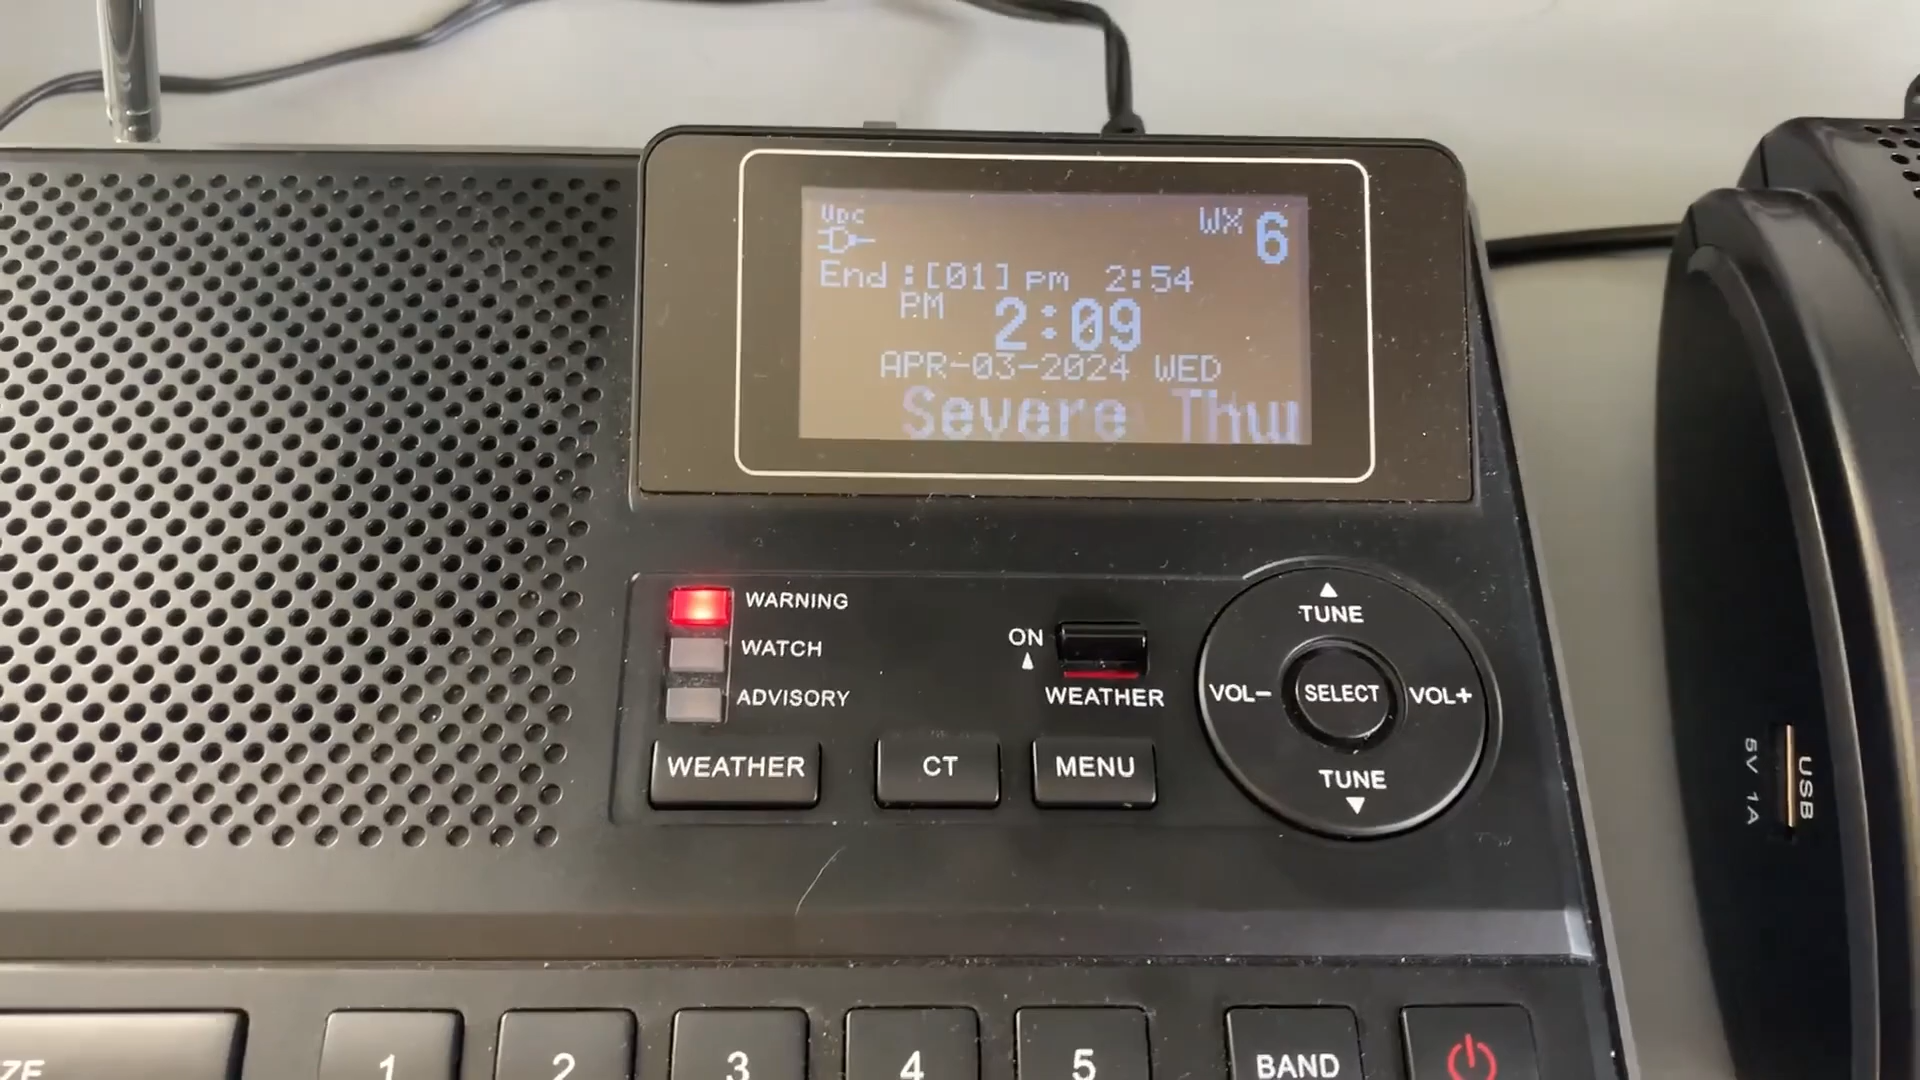 Vdc
WX 6
End :[01] pm 2:54
PM 2:09
APR-03-2024 WED
Severe Thu
WARNING
WATCH
ADVISORY
ON
WEATHER
TUNE
VOL-
SELECT
VOL+
TUNE
WEATHER
CT
MENU
USB
5V 1A
ZE
1
2
3
4
5
BAND